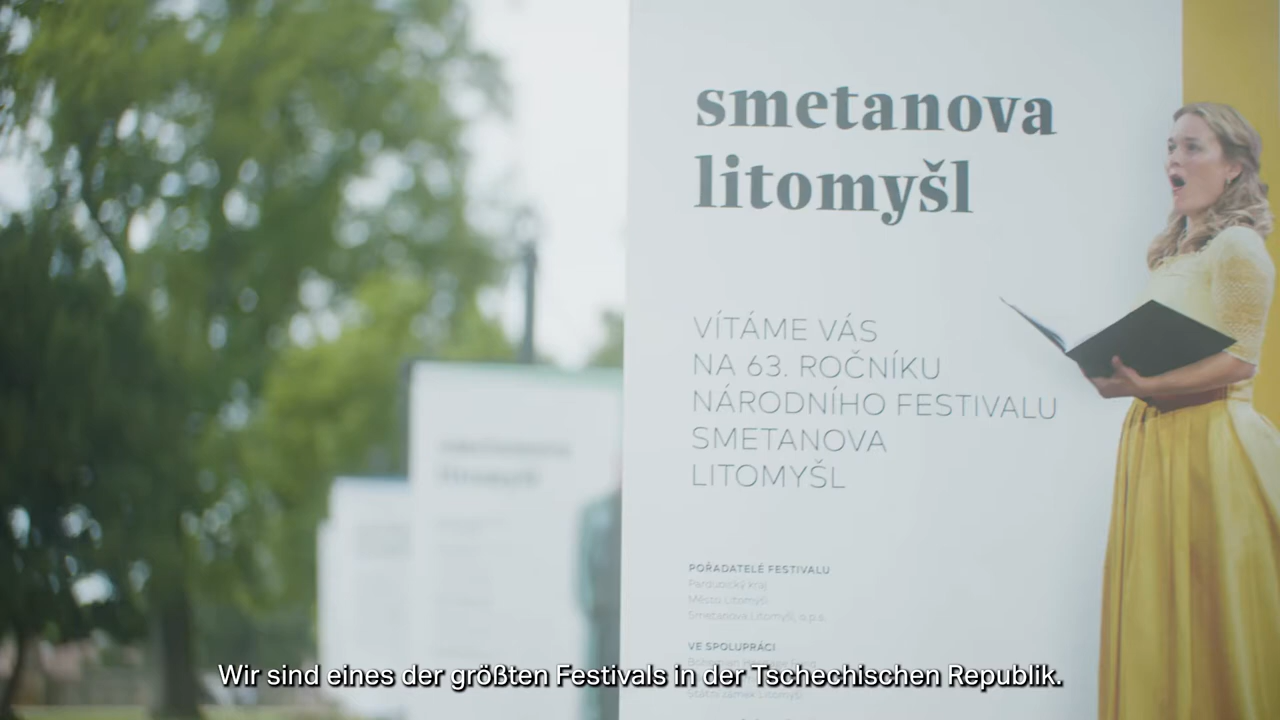 smetanova
litomyšl
VÍTÁME VÁS
NA 63. ROČNÍKU
NÁRODNÍHO FESTIVALU
SMETANOVA
LITOMYŠL
POŘADATELÉ FESTIVALU
Pardubický kraj
Město Litomyšl
Smetanova Litomyšl, o.p.s.
VE SPOLUPRÁCI
Wir sind eines der größten Festivals in der Tschechischen Republik.